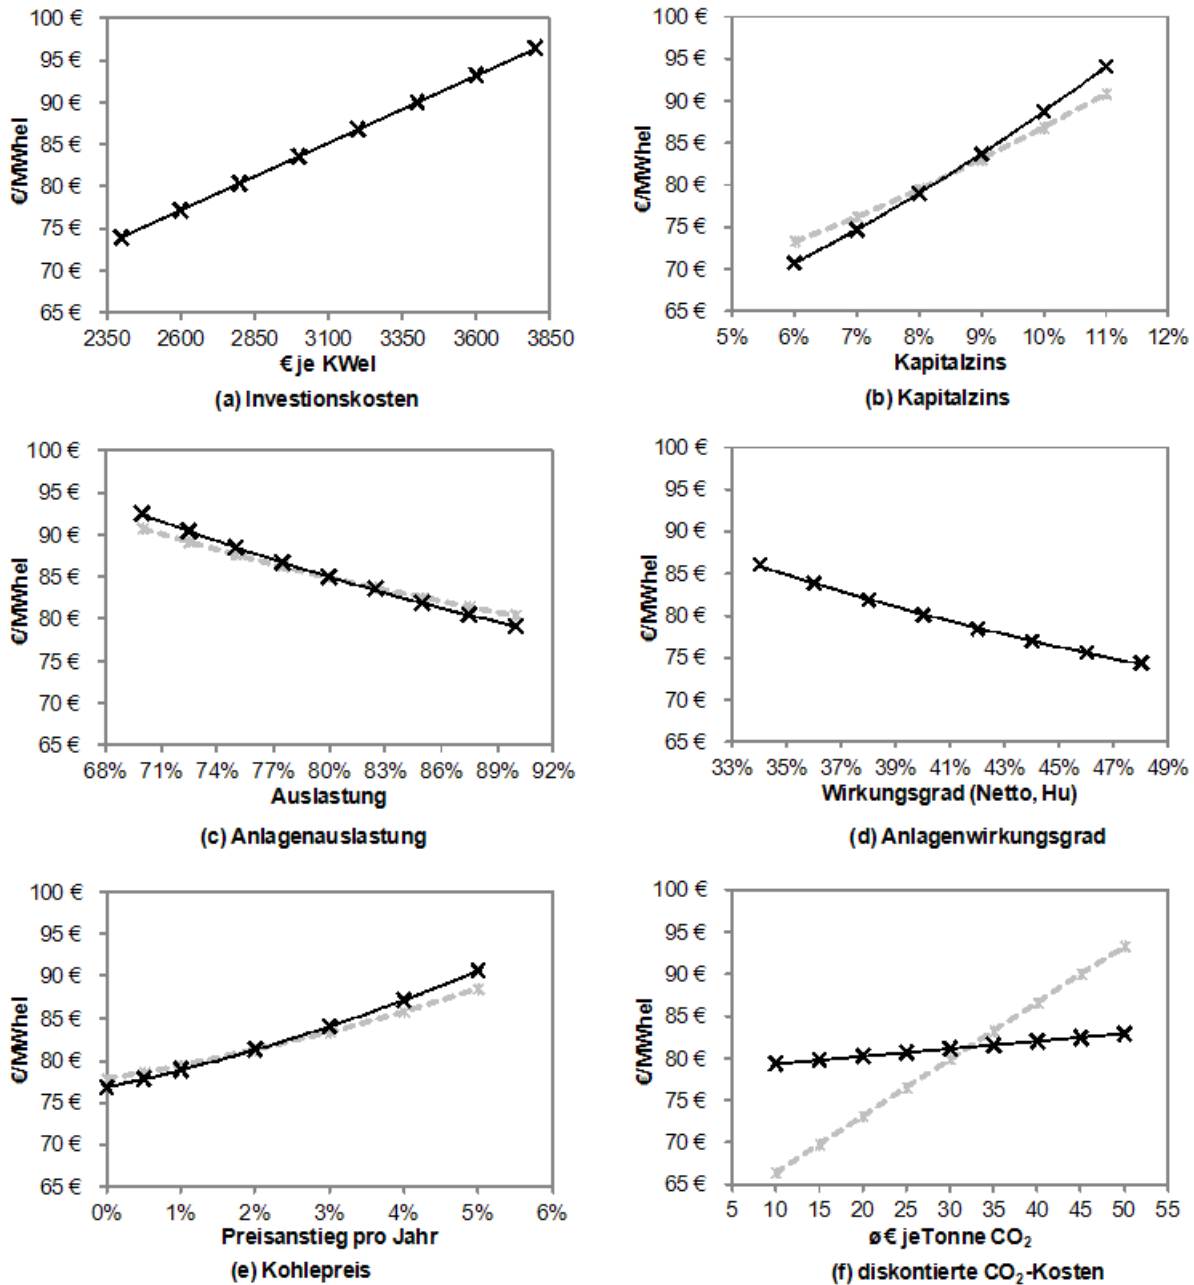 100 €
95 €
90 €
85 €
80 €
75 €
70 €
65 €
€/MWhel
2350 2600 2850 3100 3350 3600 3850
€ je KWel
(a) Investionskosten
100 €
95 €
90 €
85 €
80 €
75 €
70 €
65 €
€/MWhel
5% 6% 7% 8% 9% 10% 11% 12%
Kapitalzins
(b) Kapitalzins
100 €
95 €
90 €
85 €
80 €
75 €
70 €
65 €
€/MWhel
68% 71% 74% 77% 80% 83% 86% 89% 92%
Auslastung
(c) Anlagenauslastung
100 €
95 €
90 €
85 €
80 €
75 €
70 €
65 €
€/MWhel
33% 35% 37% 39% 41% 43% 45% 47% 49%
Wirkungsgrad (Netto, Hu)
(d) Anlagenwirkungsgrad
100 €
95 €
90 €
85 €
80 €
75 €
70 €
65 €
€/MWhel
0% 1% 2% 3% 4% 5% 6%
Preisanstieg pro Jahr
(e) Kohlepreis
100 €
95 €
90 €
85 €
80 €
75 €
70 €
65 €
€/MWhel
5 10 15 20 25 30 35 40 45 50 55
ø € je Tonne CO₂
(f) diskontierte CO₂-Kosten